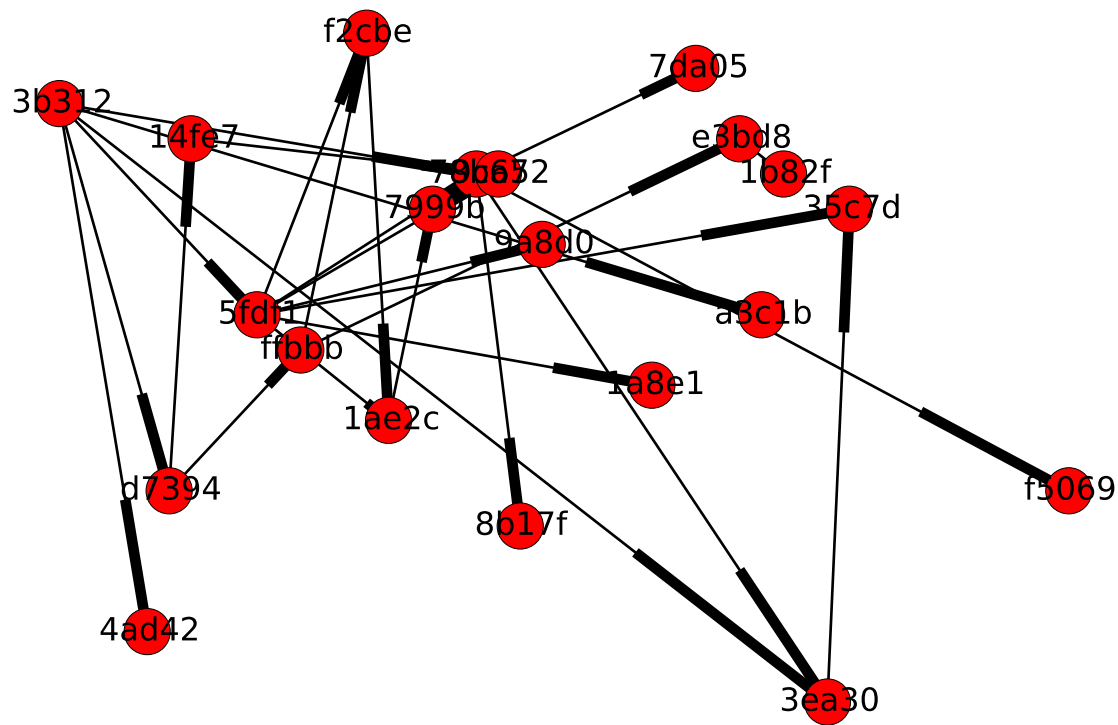 f2cbe
7da05
3b312
14fe7
e3bd8
1b82f
7999b
35c7d
9a8d0
5fdf1
a3c1b
ffbbb
1a8e1
1ae2c
d7394
f5069
8b17f
4ad42
3ea30